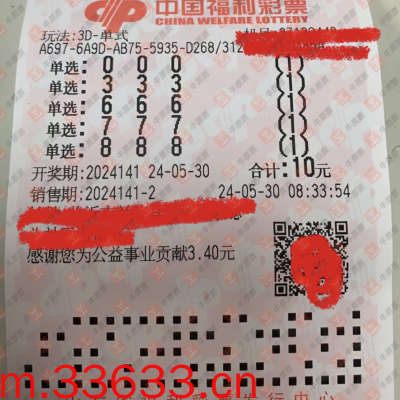 中国福利彩票
CHINA WELFARE LOTTERY
玩法:3D-单式
A697-6A9D-AB75-5935-D268/312
单选: 0 0 0 (1)
单选: 3 3 3 (1)
单选: 6 6 6 (1)
单选: 7 7 7 (1)
单选: 8 8 8 (1)
开奖期:2024141 24-05-30 合计:10元
销售期:2024141-2 24-05-30 08:33:54
感谢您为公益事业贡献3.40元
m.33633.cn
行中心